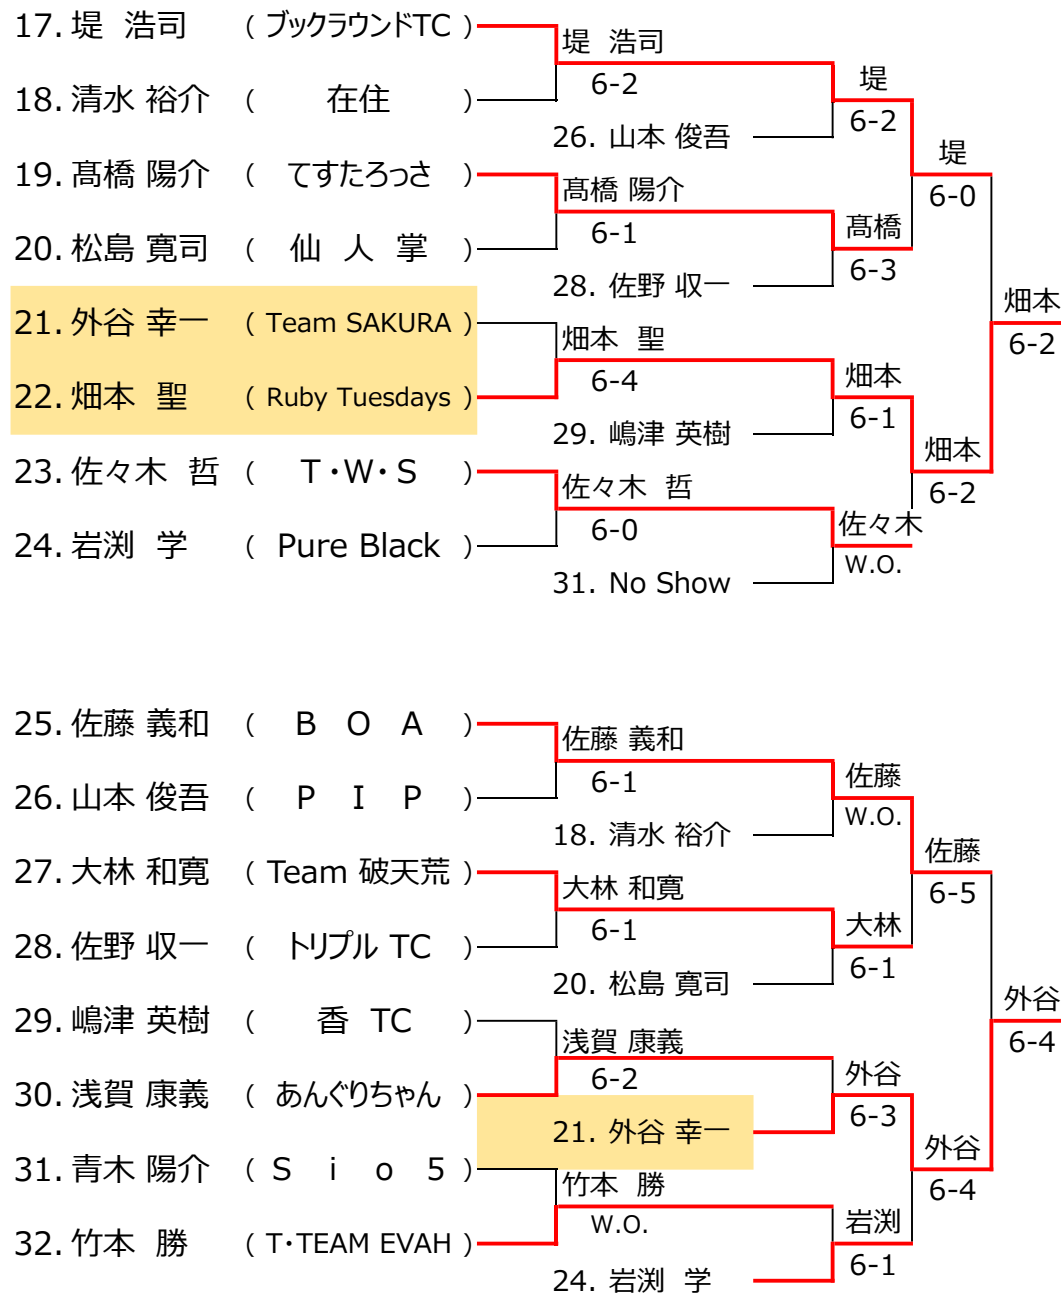 17. 堤 浩司 ( ブックラウンドTC )
堤 浩司
6-2
堤
6-2
18. 清水 裕介 ( 在住 )
26. 山本 俊吾
堤
6-0
19. 髙橋 陽介 ( てすたろっさ )
髙橋 陽介
6-1
髙橋
6-3
20. 松島 寛司 ( 仙 人 掌 )
28. 佐野 収一
畑本
6-2
21. 外谷 幸一 ( Team SAKURA )
畑本 聖
6-4
畑本
6-1
22. 畑本 聖 ( Ruby Tuesdays )
29. 嶋津 英樹
畑本
6-2
23. 佐々木 哲 ( T・W・S )
佐々木 哲
6-0
佐々木
W.O.
24. 岩渕 学 ( Pure Black )
31. No Show
25. 佐藤 義和 ( B O A )
佐藤 義和
6-1
佐藤
W.O.
26. 山本 俊吾 ( P I P )
18. 清水 裕介
佐藤
6-5
27. 大林 和寛 ( Team 破天荒 )
大林 和寛
6-1
大林
6-1
28. 佐野 収一 ( トリプル TC )
20. 松島 寛司
外谷
6-4
29. 嶋津 英樹 ( 香 TC )
浅賀 康義
6-2
外谷
6-3
30. 浅賀 康義 ( あんぐりちゃん )
21. 外谷 幸一
外谷
6-4
31. 青木 陽介 ( S i o 5 )
竹本 勝
W.O.
岩渕
6-1
32. 竹本 勝 ( T・TEAM EVAH )
24. 岩渕 学